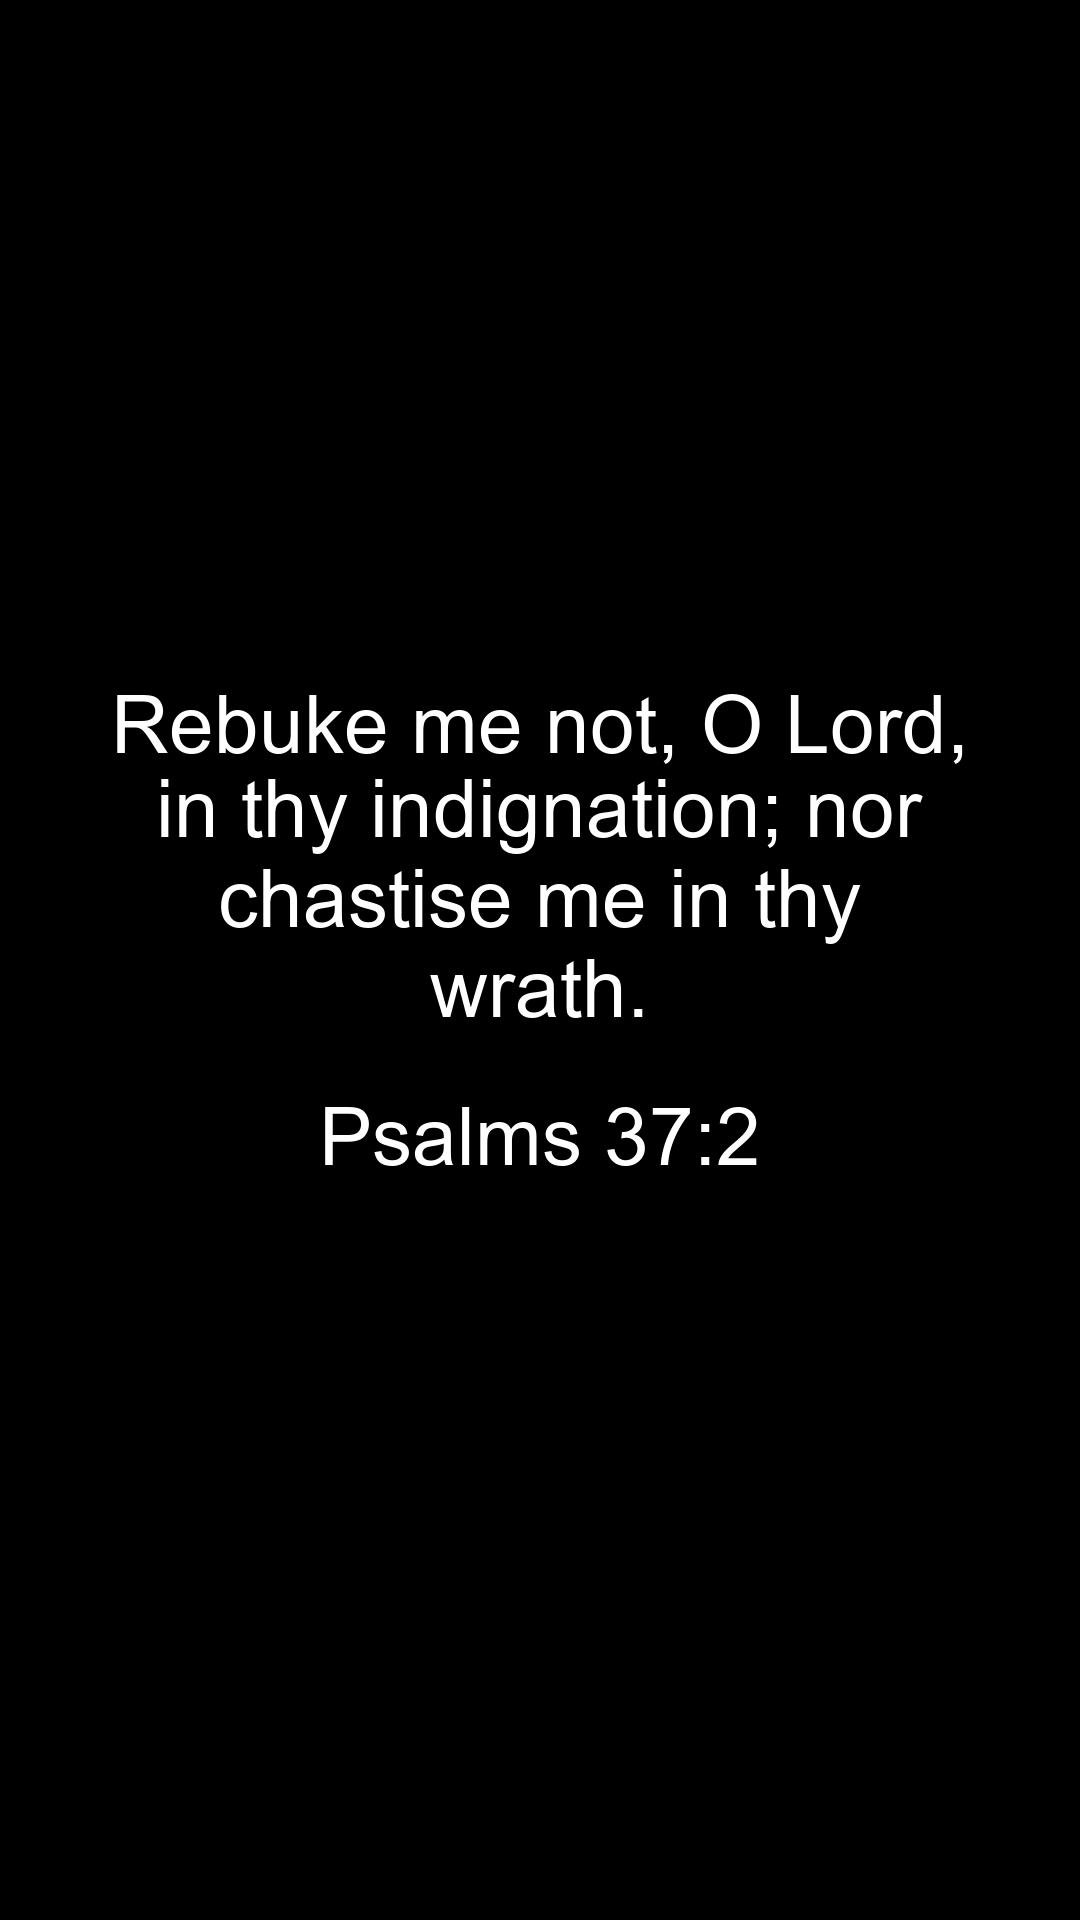 Rebuke me not, O Lord,
in thy indignation; nor
chastise me in thy
wrath.
Psalms 37:2